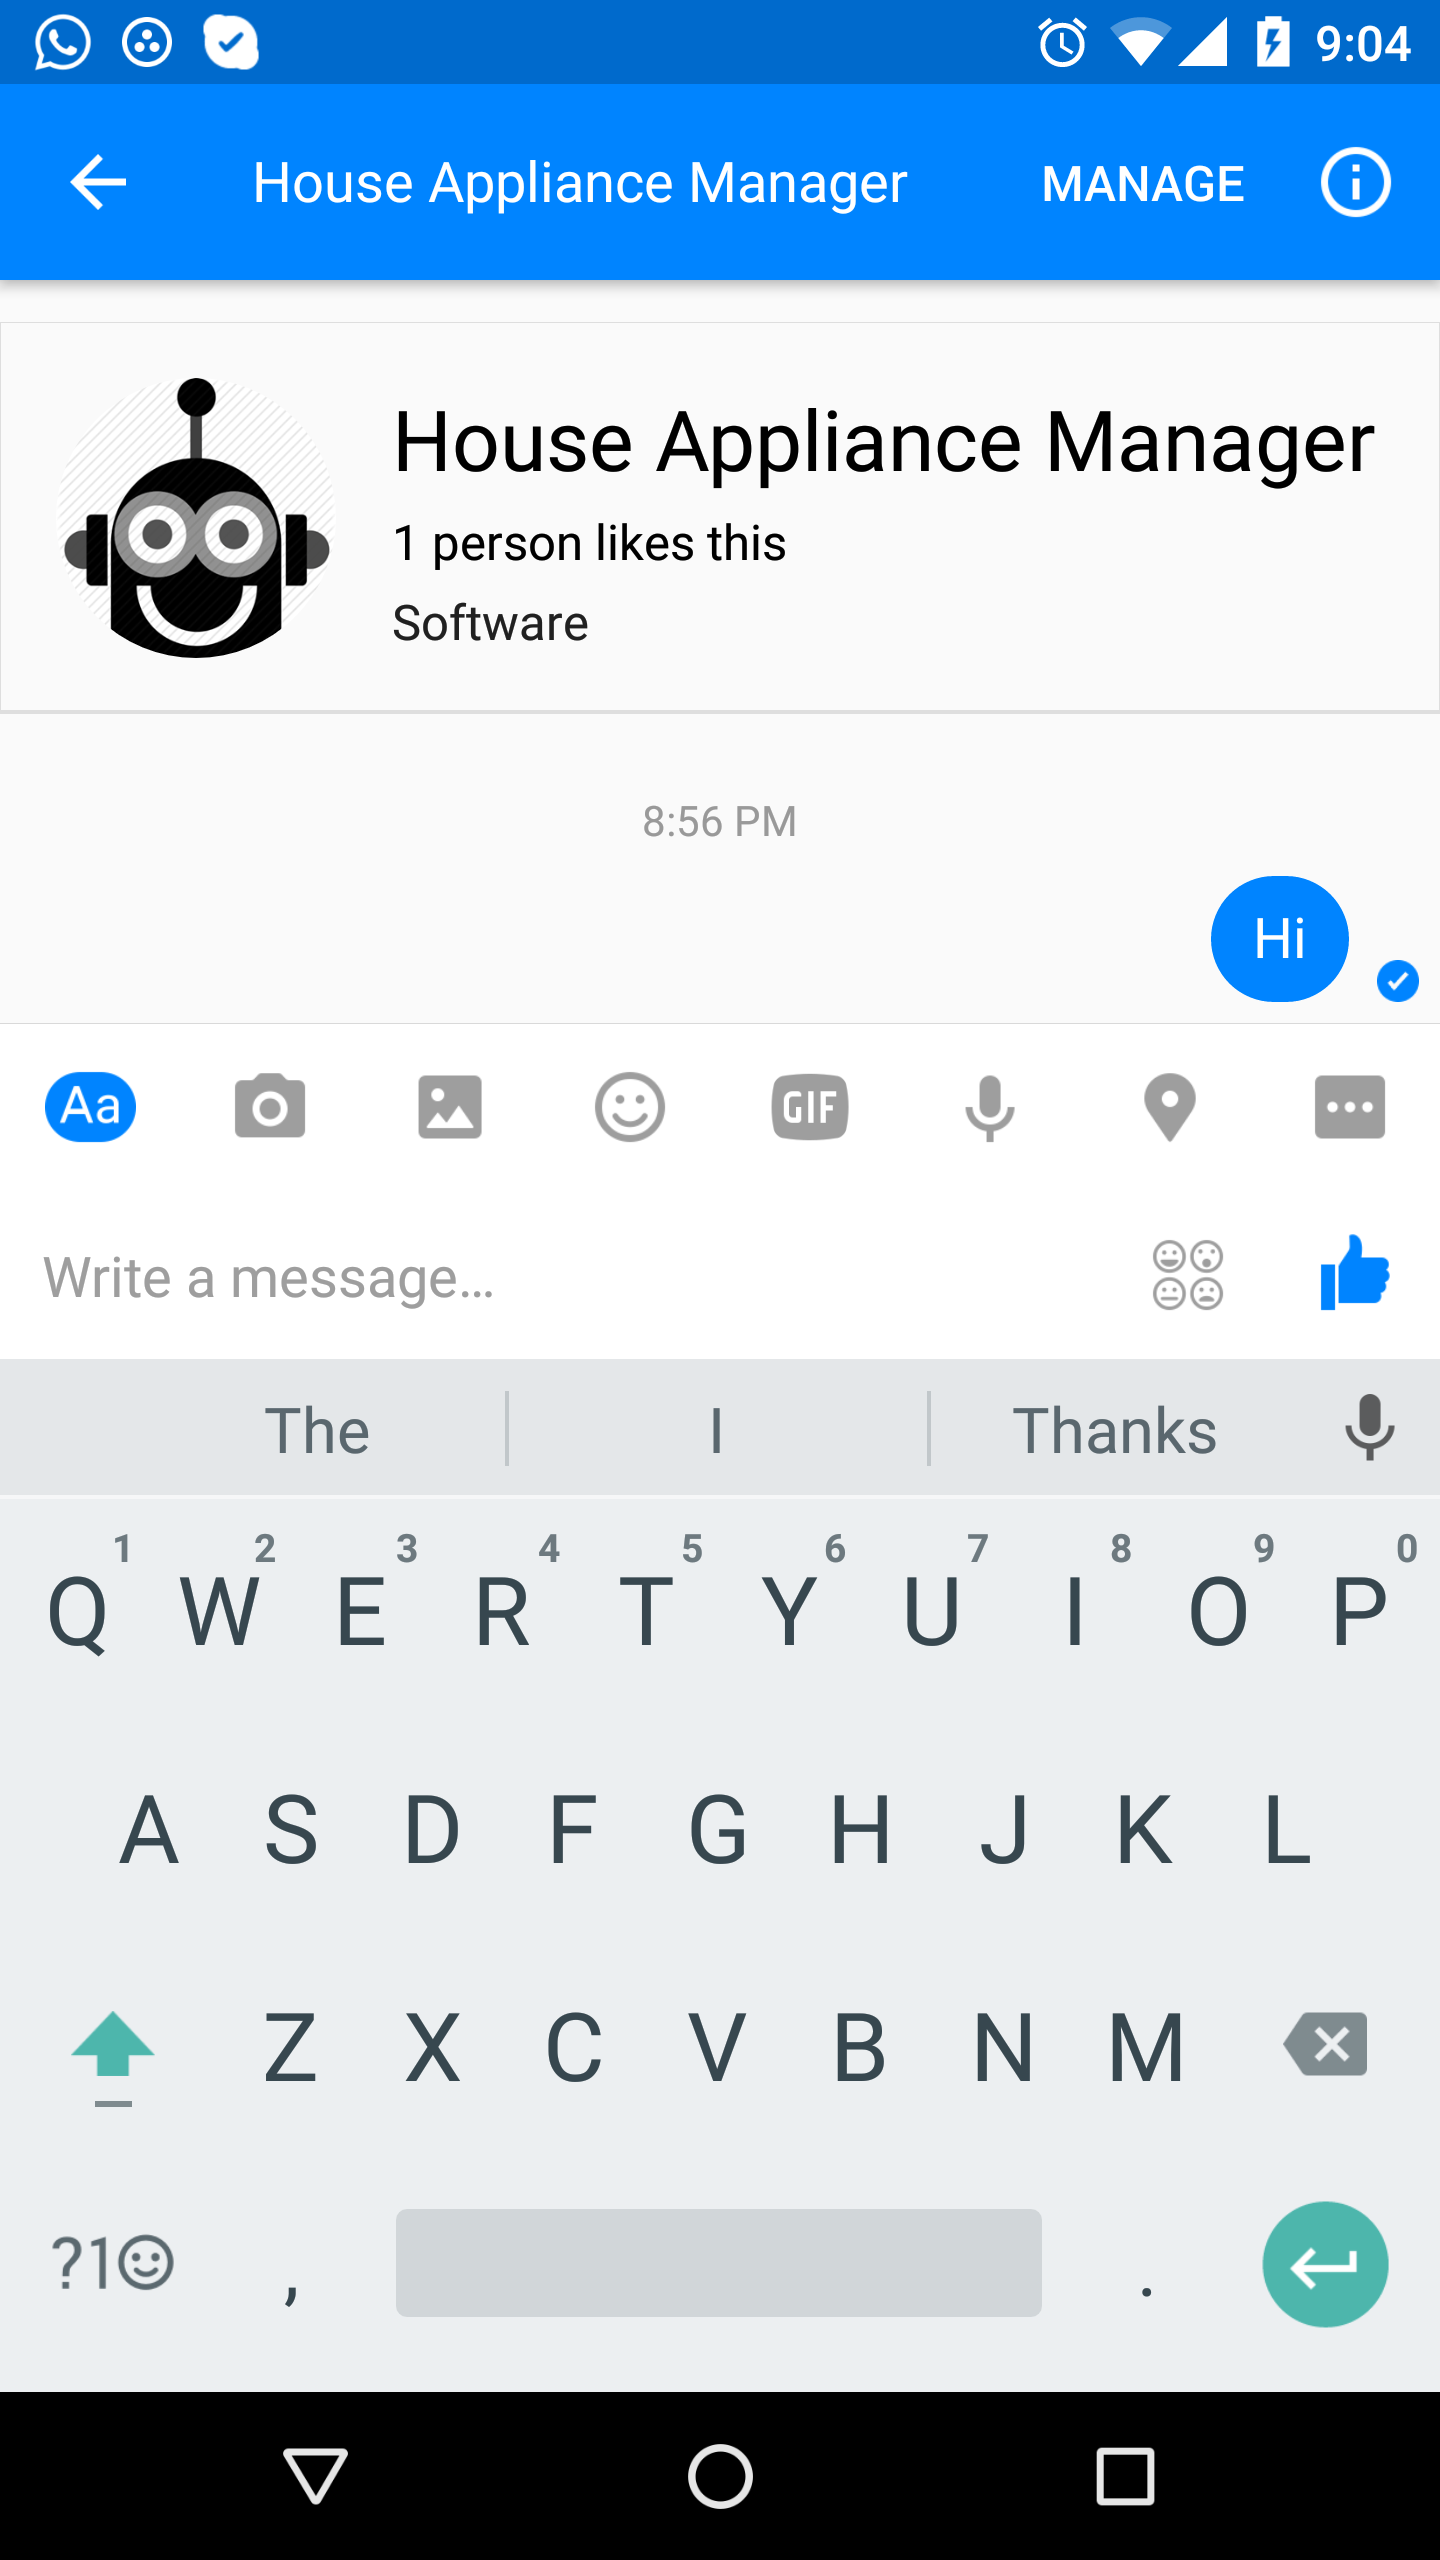 9:04
House Appliance Manager MANAGE
House Appliance Manager
1 person likes this
Software
8:56 PM
Hi
Aa GIF
Write a message...
The I Thanks
1 2 3 4 5 6 7 8 9 0
Q W E R T Y U I O P
A S D F G H J K L
Z X C V B N M
?1 , .